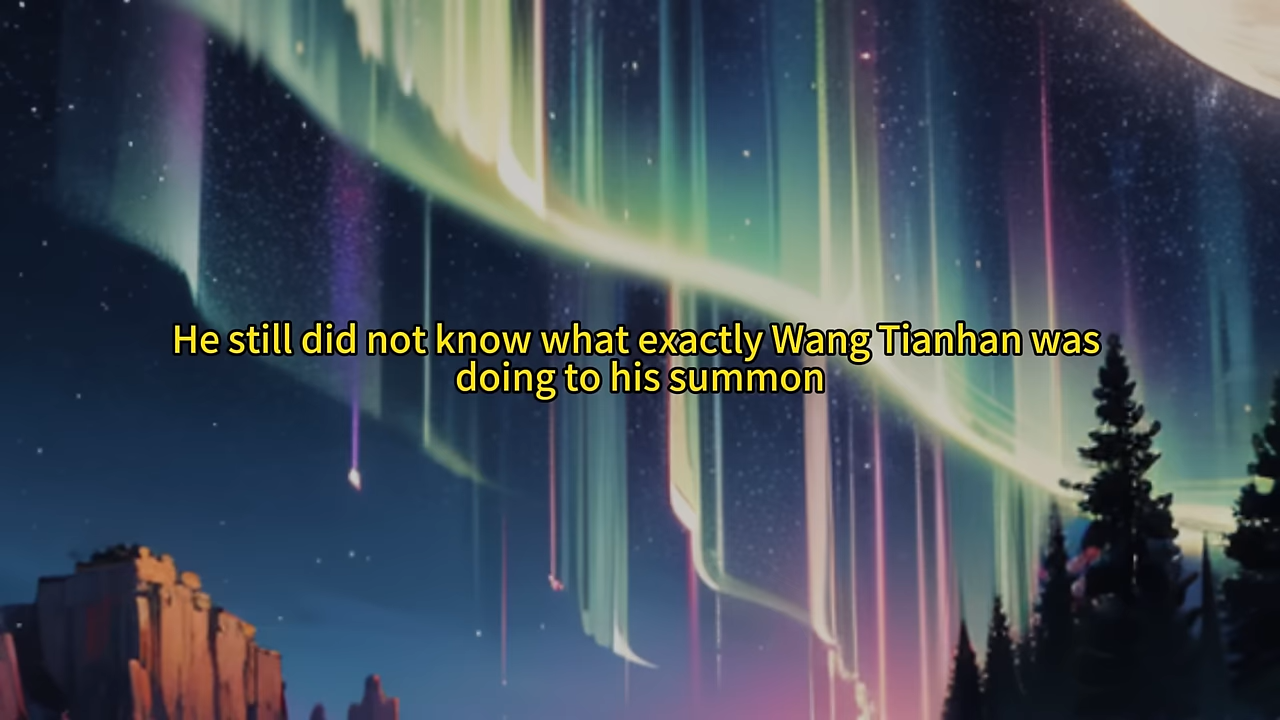 He still did not know what exactly Wang Tianhan was
doing to his summon